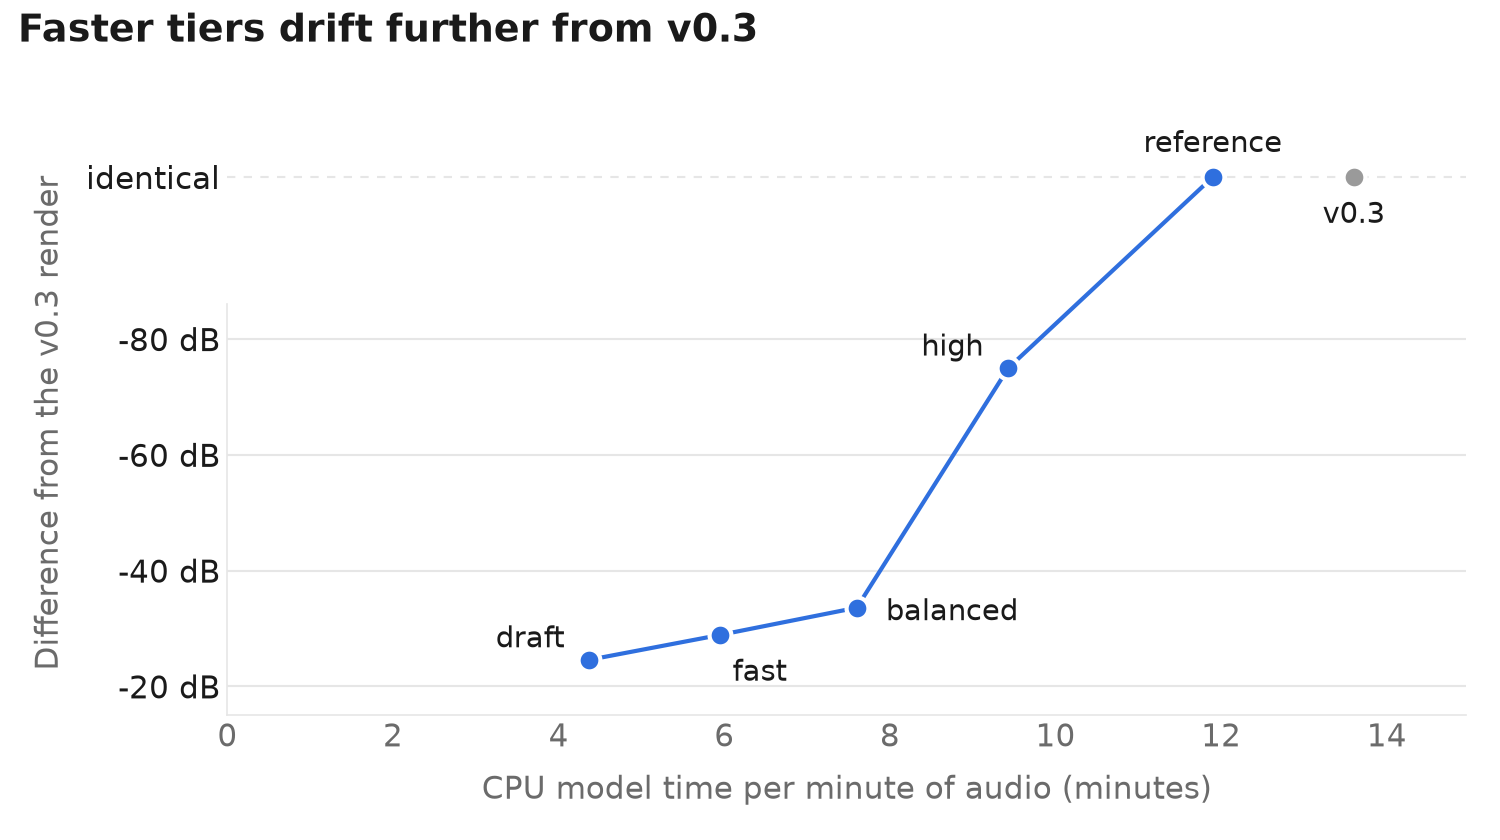 Faster tiers drift further from v0.3
reference
identical
v0.3
Difference from the v0.3 render
-80 dB
high
-60 dB
-40 dB
balanced
draft
fast
-20 dB
0 2 4 6 8 10 12 14
CPU model time per minute of audio (minutes)